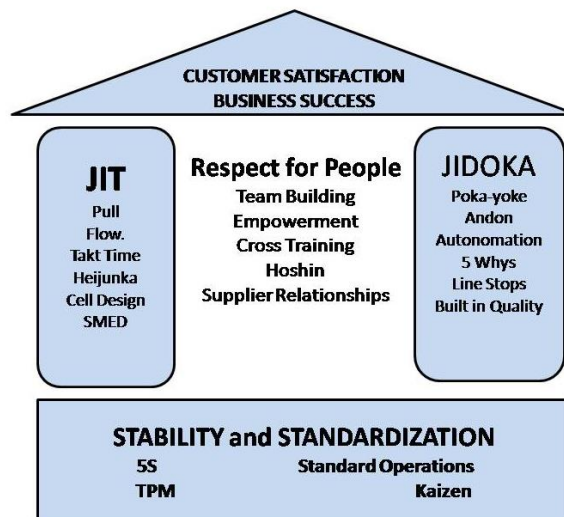 CUSTOMER SATISFACTION
BUSINESS SUCCESS
JIT
Pull
Flow.
Takt Time
Heijunka
Cell Design
SMED
Respect for People
Team Building
Empowerment
Cross Training
Hoshin
Supplier Relationships
JIDOKA
Poka-yoke
Andon
Autonomation
5 Whys
Line Stops
Built in Quality
STABILITY and STANDARDIZATION
5S Standard Operations
TPM Kaizen